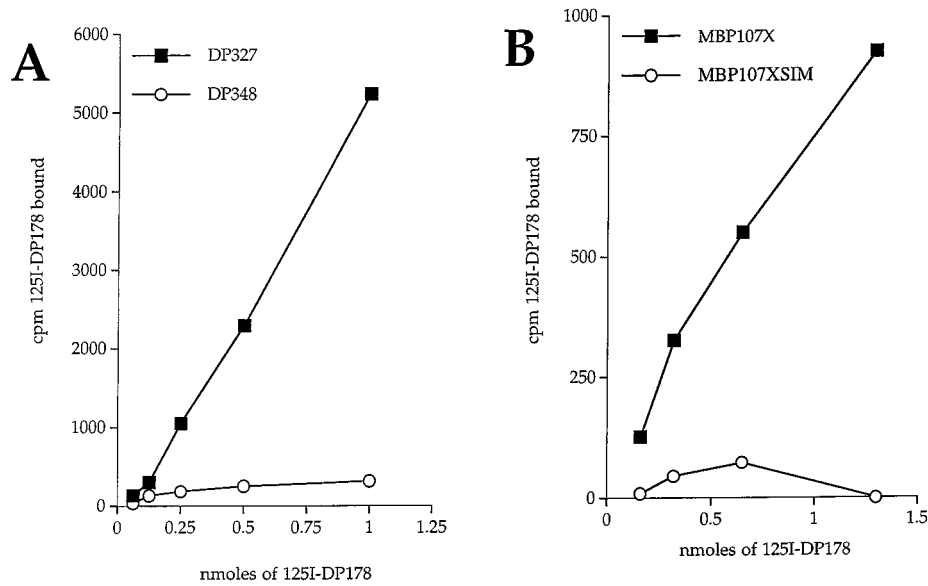 A
6000
5000
4000
3000
2000
1000
0
cpm 125I-DP178 bound
DP327
DP348
0
0.25
0.5
0.75
1
1.25
nmoles of 125I-DP178
B
1000
750
500
250
0
cpm 125I-DP178 bound
MBP107X
MBP107XSIM
0
0.5
1
1.5
nmoles of 125I-DP178